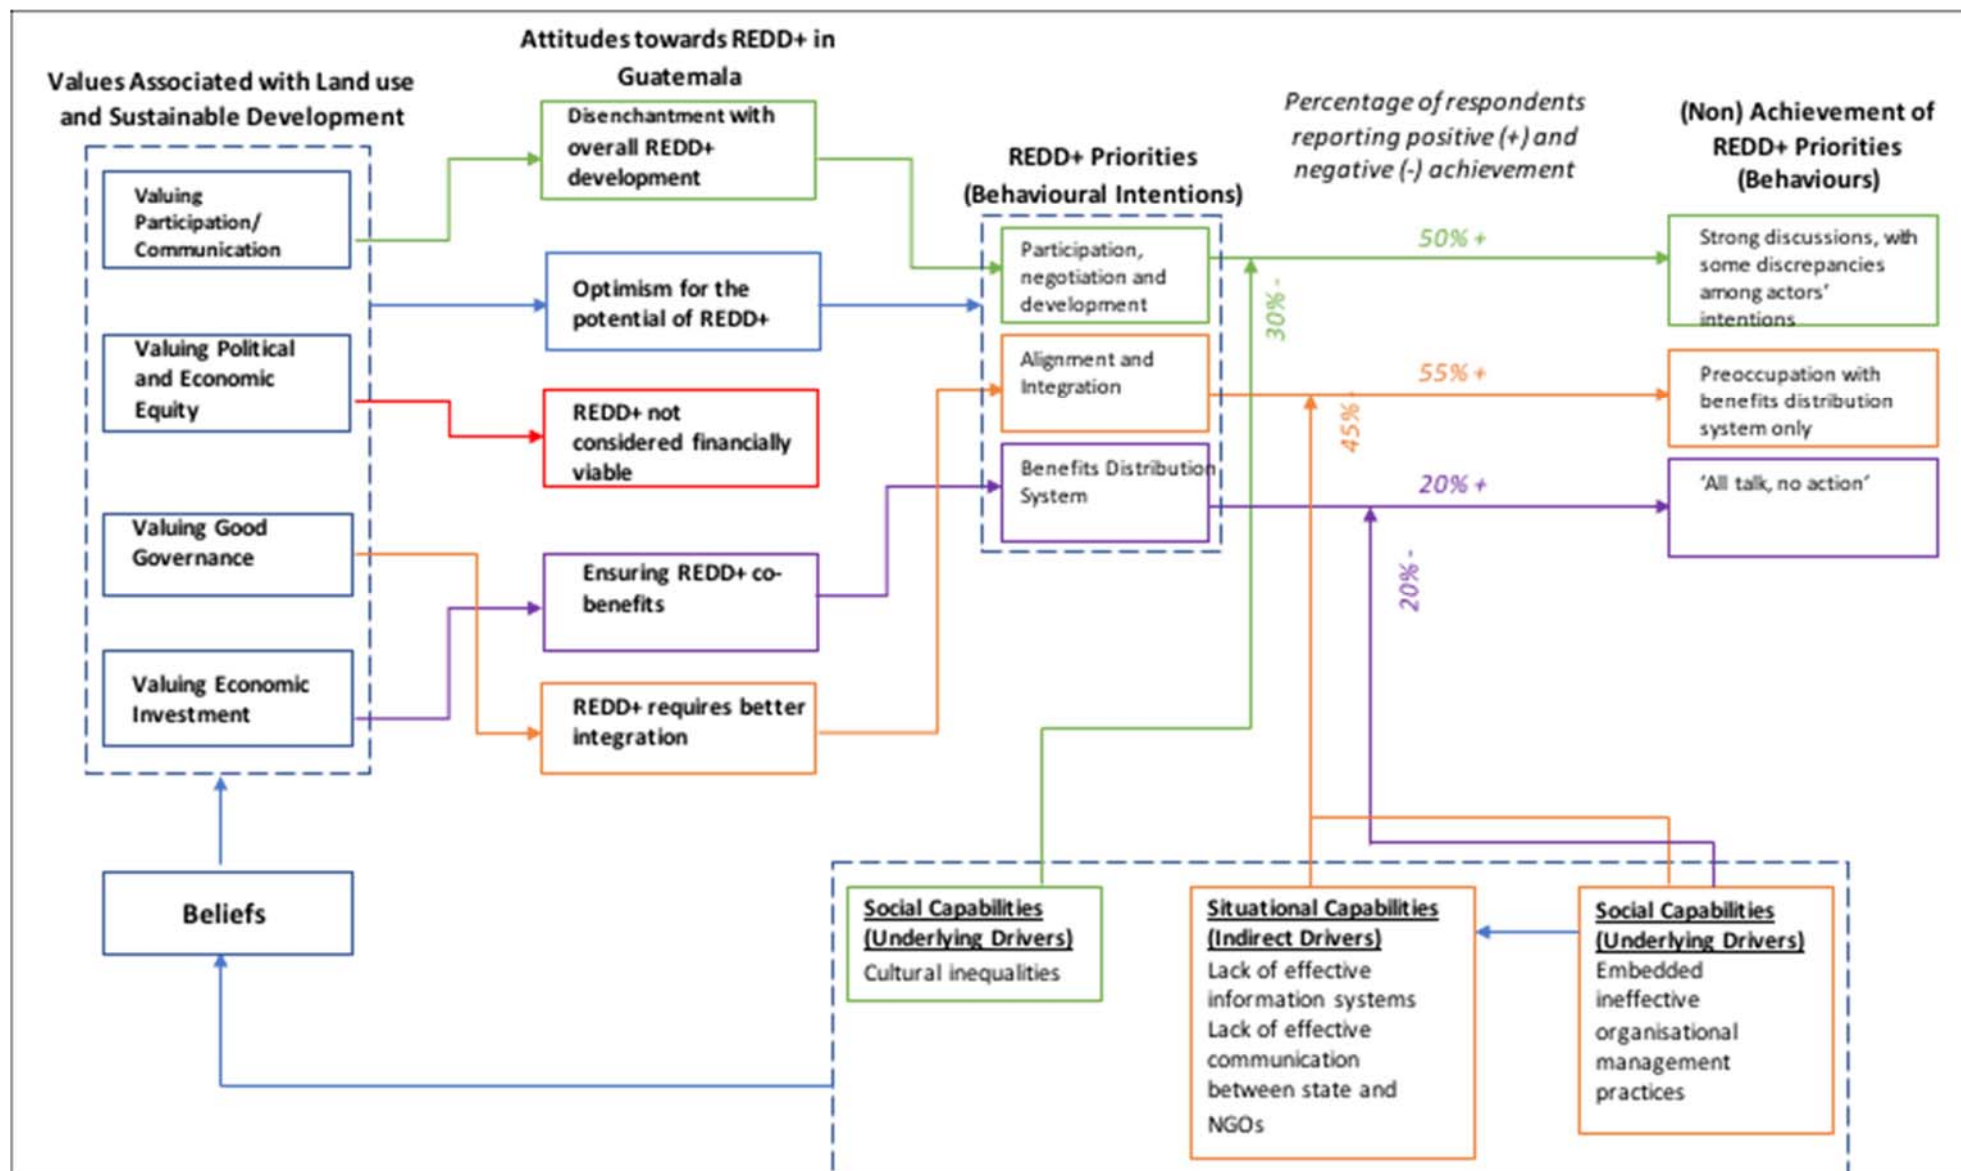 Values Associated with Land use
and Sustainable Development
Valuing
Participation/
Communication
Valuing Political
and Economic
Equity
Valuing Good
Governance
Valuing Economic
Investment
Beliefs
Attitudes towards REDD+ in
Guatemala
Disenchantment with
overall REDD+
development
Optimism for the
potential of REDD+
REDD+ not
considered financially
viable
Ensuring REDD+ co-
benefits
REDD+ requires better
integration
REDD+ Priorities
(Behavioural Intentions)
Participation,
negotiation and
development
Alignment and
Integration
Benefits Distribution
System
Percentage of respondents
reporting positive (+) and
negative (-) achievement
50% +
30% -
55% +
45% -
20% +
20% -
(Non) Achievement of
REDD+ Priorities
(Behaviours)
Strong discussions, with
some discrepancies
among actors’
intentions
Preoccupation with
benefits distribution
system only
‘All talk, no action’
Social Capabilities
(Underlying Drivers)
Cultural inequalities
Situational Capabilities
(Indirect Drivers)
Lack of effective
information systems
Lack of effective
communication
between state and
NGOs
Social Capabilities
(Underlying Drivers)
Embedded
ineffective
organisational
management
practices